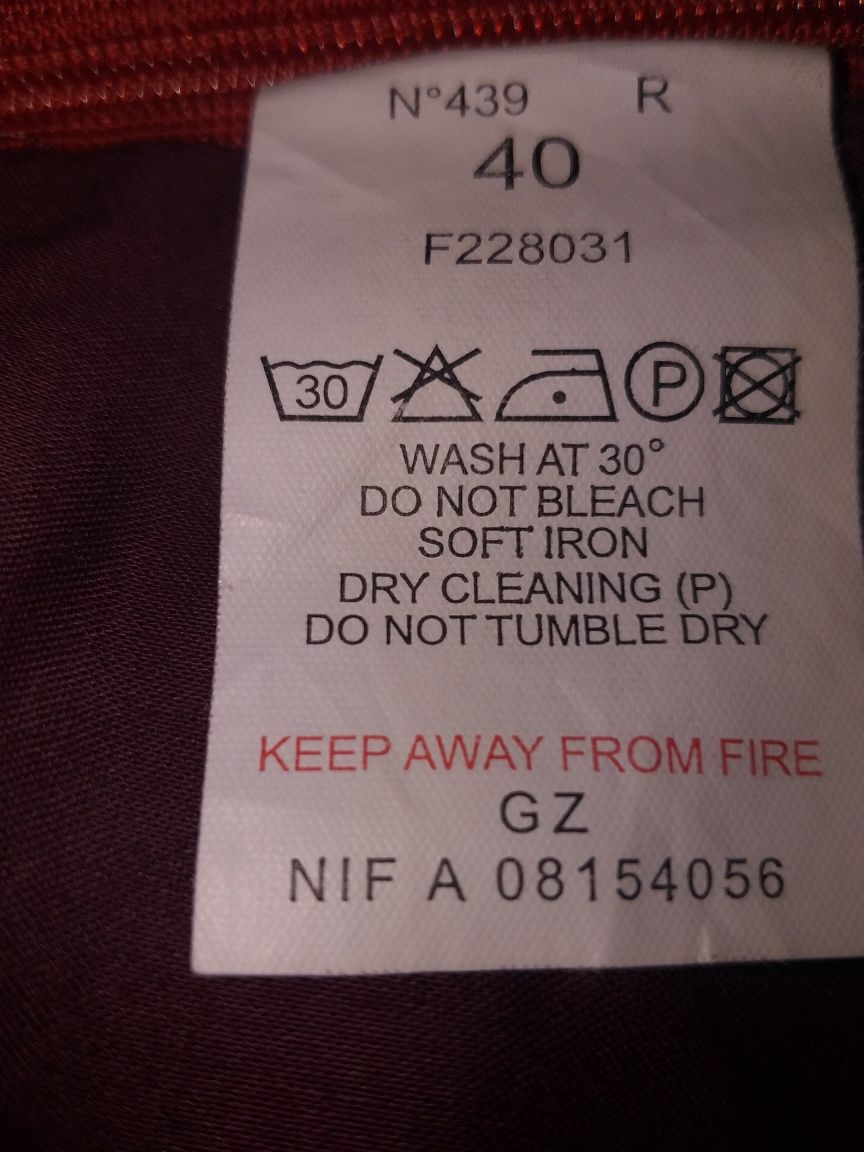 N°439 R
40
F228031
30 P
WASH AT 30°
DO NOT BLEACH
SOFT IRON
DRY CLEANING (P)
DO NOT TUMBLE DRY
KEEP AWAY FROM FIRE
GZ
NIF A 08154056